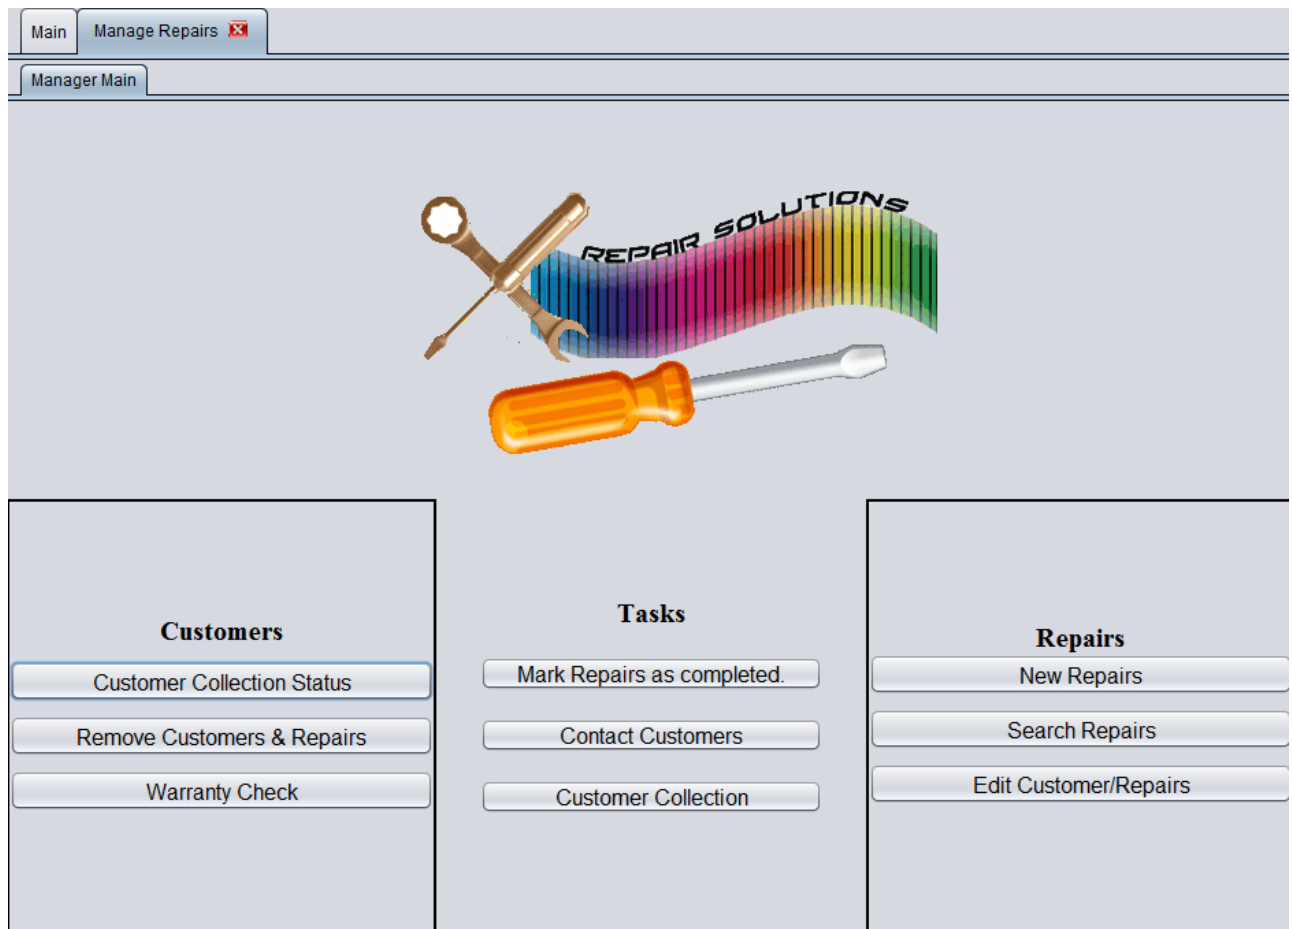 Main
Manage Repairs
Manager Main
REPAIR SOLUTIONS
Customers
Customer Collection Status
Remove Customers & Repairs
Warranty Check
Tasks
Mark Repairs as completed.
Contact Customers
Customer Collection
Repairs
New Repairs
Search Repairs
Edit Customer/Repairs